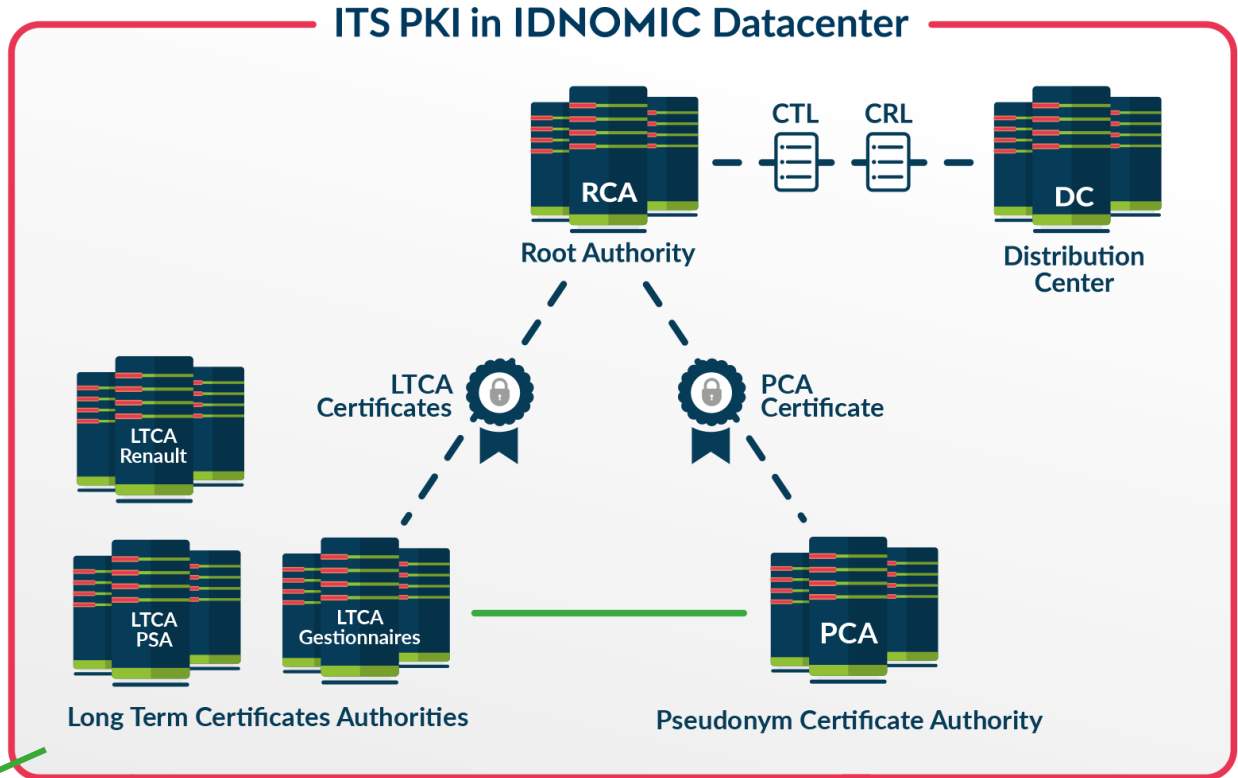 ITS PKI in IDNOMIC Datacenter
CTL
CRL
RCA
DC
Root Authority
Distribution
Center
LTCA
Certificates
PCA
Certificate
LTCA
Renault
LTCA
PSA
LTCA
Gestionnaires
PCA
Long Term Certificates Authorities
Pseudonym Certificate Authority